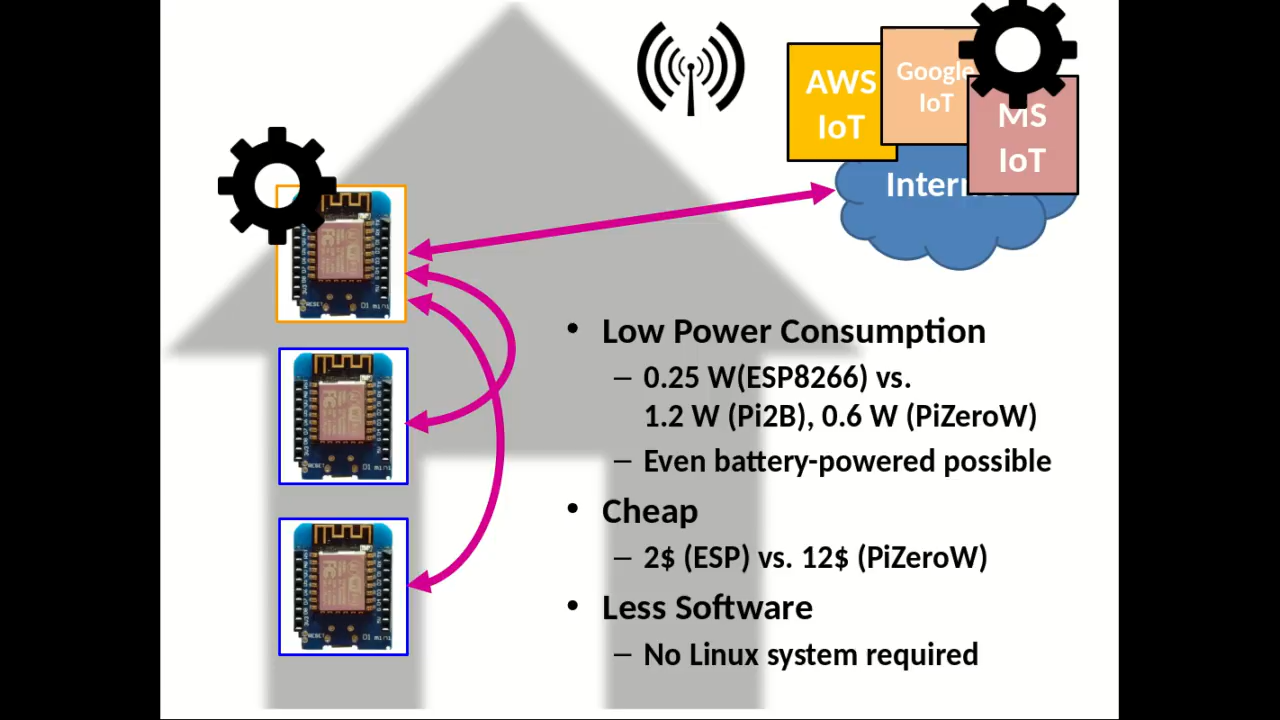 AWS
IoT
Google
IoT
MS
IoT
• Low Power Consumption
– 0.25 W(ESP8266) vs.
1.2 W (Pi2B), 0.6 W (PiZeroW)
– Even battery-powered possible
• Cheap
– 2$ (ESP) vs. 12$ (PiZeroW)
• Less Software
– No Linux system required